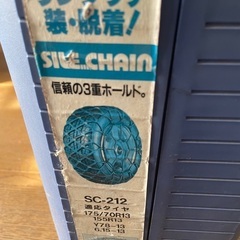 装・脱着!
SILE.CHAIN
信頼の3重ホールド。
SC-212
適応タイヤ
175/70R13
155R13
Y78-13
6.15-13